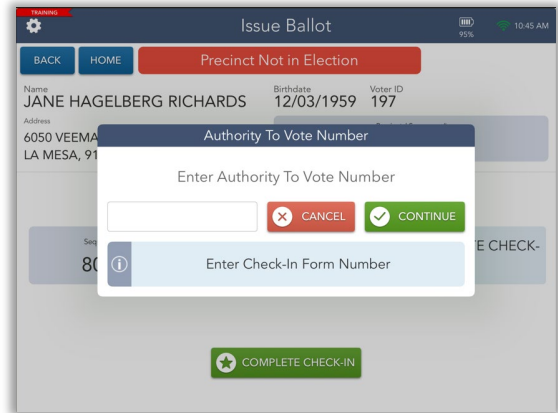 TRAINING
Issue Ballot
95%
10:45 AM
BACK
HOME
Precinct Not in Election
Name
JANE HAGELBERG RICHARDS
Birthdate
12/03/1959
Voter ID
197
Address
6050 VEEMA
LA MESA, 91
Authority To Vote Number
Enter Authority To Vote Number
CANCEL
CONTINUE
Enter Check-In Form Number
Seq
80
E CHECK-
COMPLETE CHECK-IN